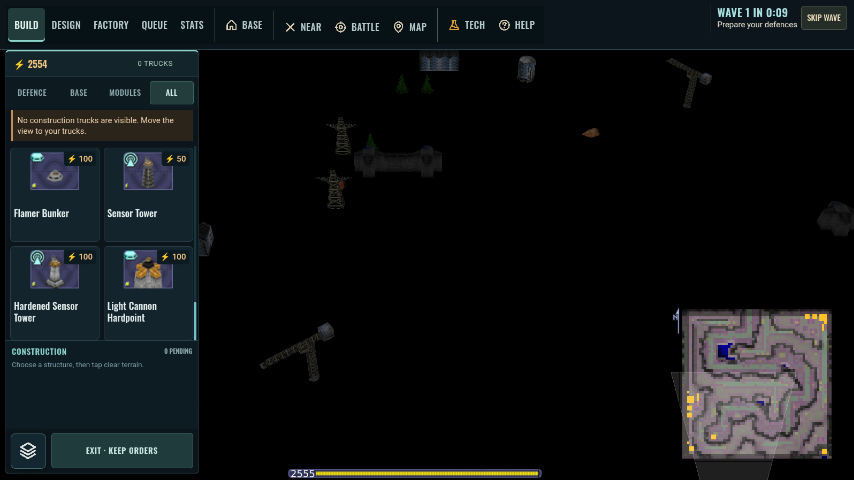 BUILD DESIGN FACTORY QUEUE STATS BASE NEAR BATTLE MAP TECH HELP
WAVE 1 IN 0:09
Prepare your defences
SKIP WAVE
2554
0 TRUCKS
DEFENCE BASE MODULES ALL
No construction trucks are visible. Move the
view to your trucks.
100
Flamer Bunker
50
Sensor Tower
100
Hardened Sensor
Tower
100
Light Cannon
Hardpoint
CONSTRUCTION 0 PENDING
Choose a structure, then tap clear terrain.
EXIT · KEEP ORDERS
2555